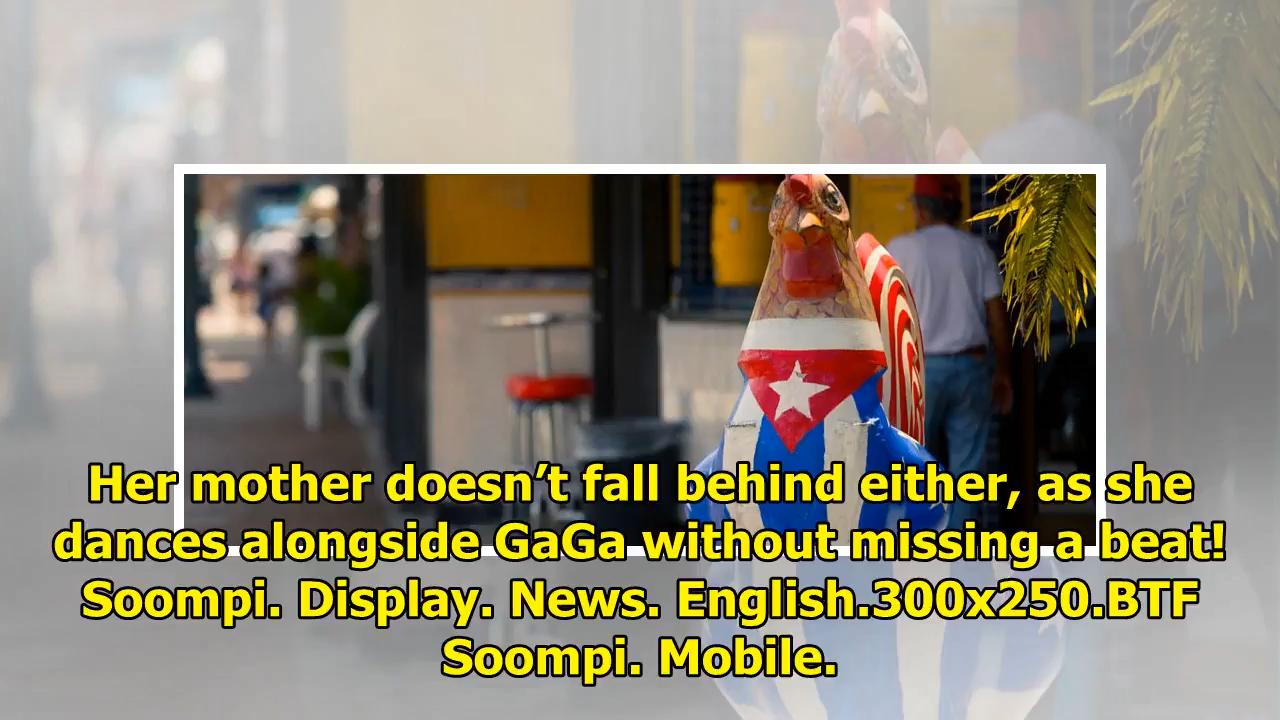 Her mother doesn’t fall behind either, as she
dances alongside GaGa without missing a beat!
Soompi. Display. News. English.300x250.BTF
Soompi. Mobile.